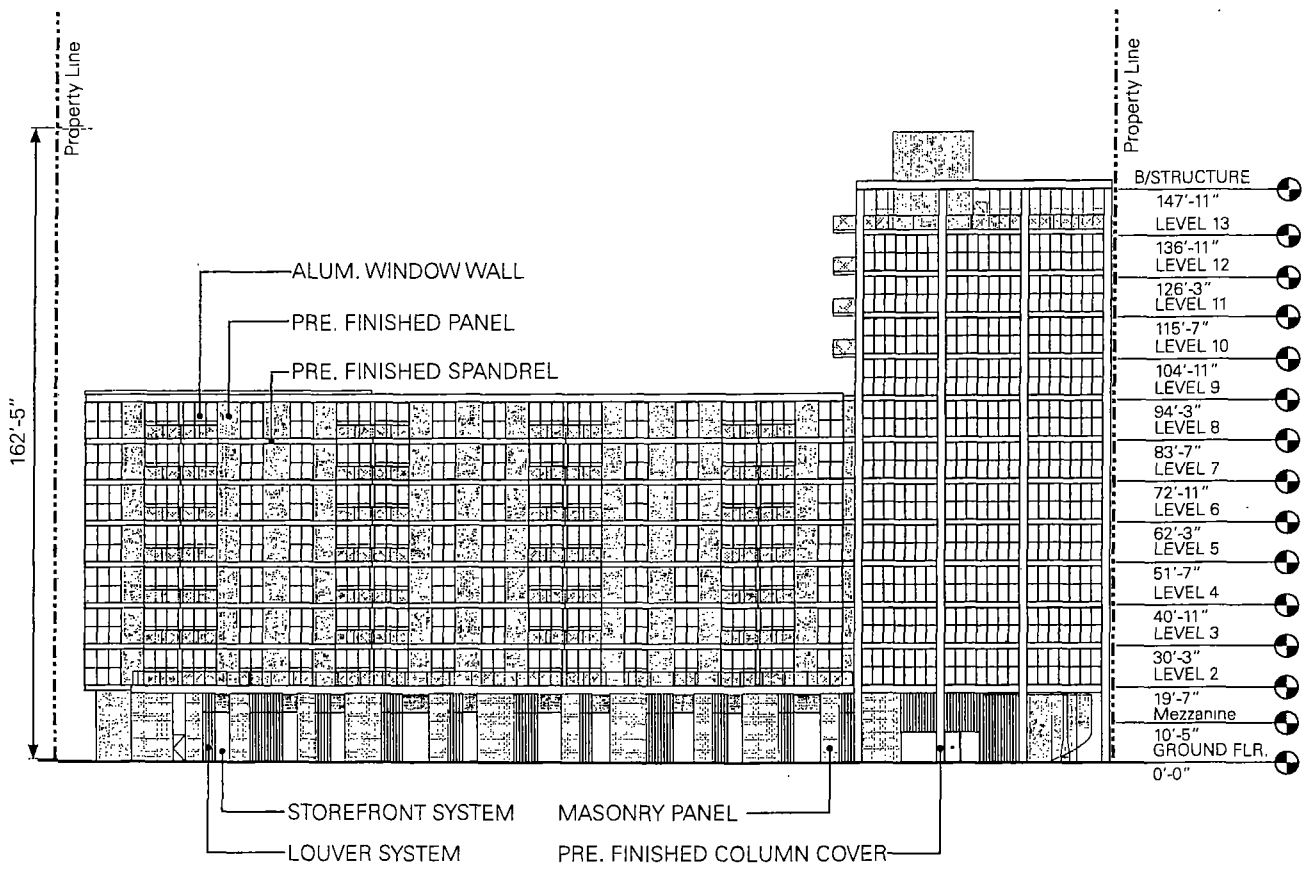 Property Line
Property Line
162'-5"
ALUM. WINDOW WALL
PRE. FINISHED PANEL
PRE. FINISHED SPANDREL
B/STRUCTURE
147'-11"
LEVEL 13
136'-11"
LEVEL 12
126'-3"
LEVEL 11
115'-7"
LEVEL 10
104'-11"
LEVEL 9
94'-3"
LEVEL 8
83'-7"
LEVEL 7
72'-11"
LEVEL 6
62'-3"
LEVEL 5
51'-7"
LEVEL 4
40'-11"
LEVEL 3
30'-3"
LEVEL 2
19'-7"
Mezzanine
10'-5"
GROUND FLR.
0'-0"
STOREFRONT SYSTEM
LOUVER SYSTEM
MASONRY PANEL
PRE. FINISHED COLUMN COVER